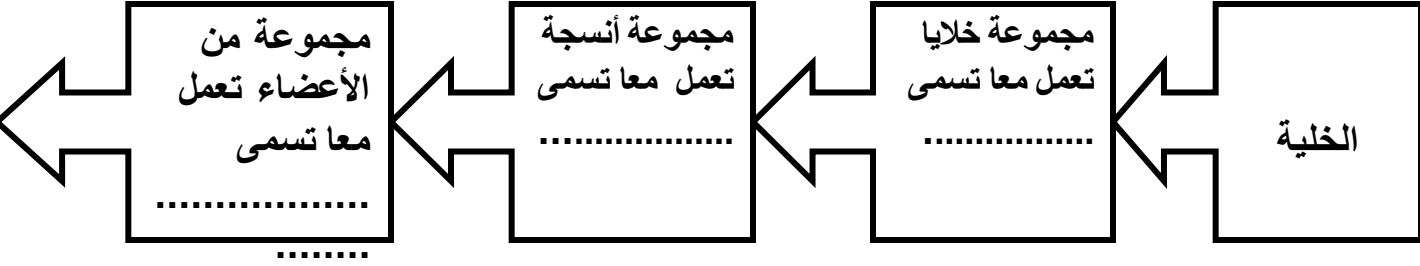 الخلية
مجموعة خلايا
تعمل معا تسمى
................
مجموعة أنسجة
تعمل معا تسمى
..................
مجموعة من
الأعضاء تعمل
معا تسمى
..................
........